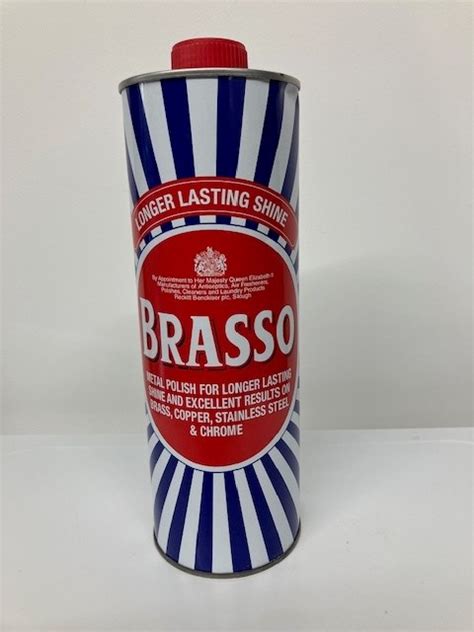 LONGER LASTING SHINE
By Appointment to Her Majesty Queen Elizabeth II
Manufacturers of Antiseptics, Air Fresheners,
Polishes, Cleaners and Laundry Products
Reckitt Benckiser plc, Slough
BRASSO
METAL POLISH FOR LONGER LASTING
SHINE AND EXCELLENT RESULTS ON
BRASS, COPPER, STAINLESS STEEL
& CHROME